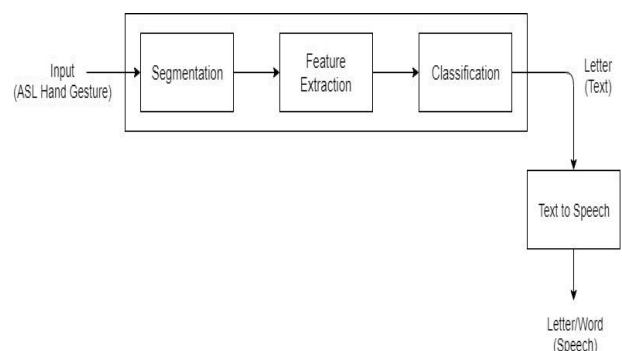 Input
(ASL Hand Gesture)
Segmentation
Feature
Extraction
Classification
Letter
(Text)
Text to Speech
Letter/Word
(Speech)